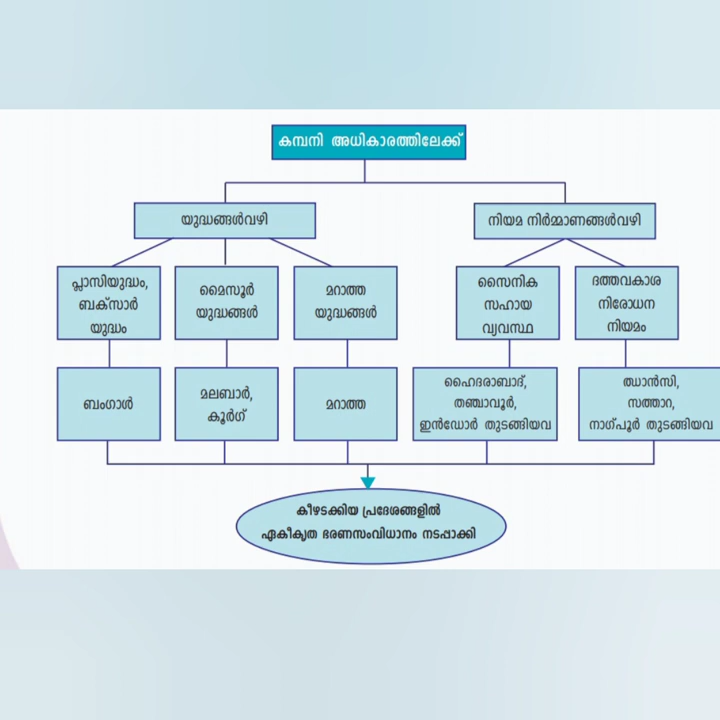 കമ്പനി അധികാരത്തിലേക്ക്
യുദ്ധങ്ങൾവഴി
നിയമ നിർമ്മാണങ്ങൾവഴി
പ്ലാസിയുദ്ധം,
ബക്സാർ
യുദ്ധം
മൈസൂർ
യുദ്ധങ്ങൾ
മറാത്ത
യുദ്ധങ്ങൾ
സൈനിക
സഹായ
വ്യവസ്ഥ
ദത്തവകാശ
നിരോധന
നിയമം
ബംഗാൾ
മലബാർ,
കൂർഗ്
മറാത്ത
ഹൈദരാബാദ്,
തഞ്ചാവൂർ,
ഇൻഡോർ തുടങ്ങിയവ
ഝാൻസി,
സത്താറ,
നാഗ്പൂർ തുടങ്ങിയവ
കീഴടക്കിയ പ്രദേശങ്ങളിൽ
ഏകീകൃത ഭരണസംവിധാനം നടപ്പാക്കി